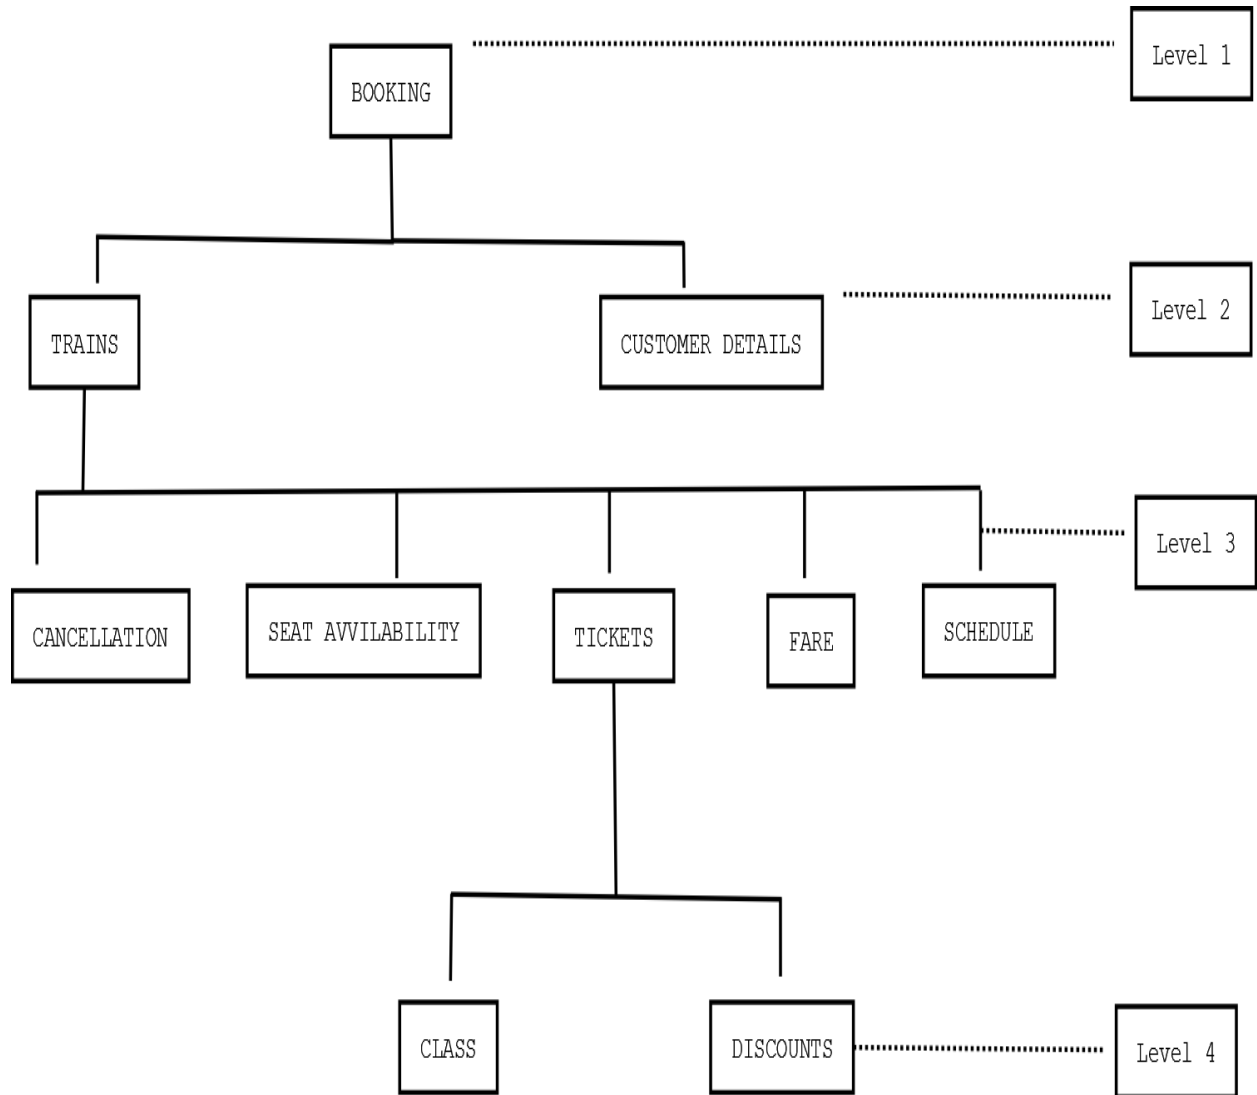 BOOKING
Level 1
TRAINS
CUSTOMER DETAILS
Level 2
CANCELLATION
SEAT AVVILABILITY
TICKETS
FARE
SCHEDULE
Level 3
CLASS
DISCOUNTS
Level 4